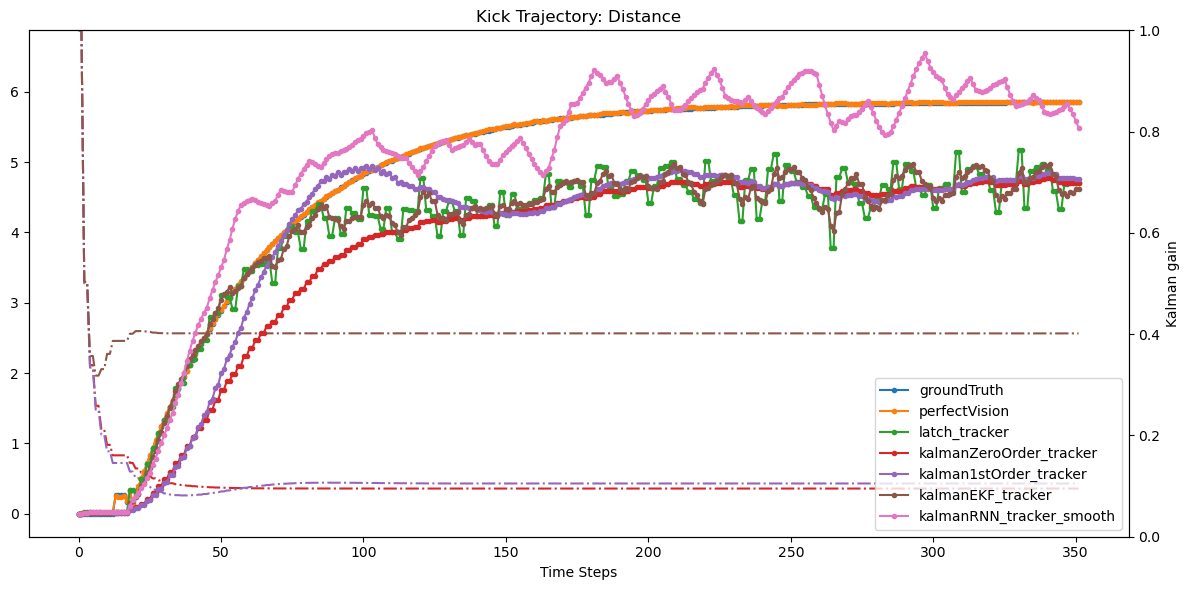 Kick Trajectory: Distance
6
5
4
3
2
1
0
1.0
0.8
0.6
0.4
0.2
0.0
Kalman gain
groundTruth
perfectVision
latch_tracker
kalmanZeroOrder_tracker
kalman1stOrder_tracker
kalmanEKF_tracker
kalmanRNN_tracker_smooth
0 50 100 150 200 250 300 350
Time Steps